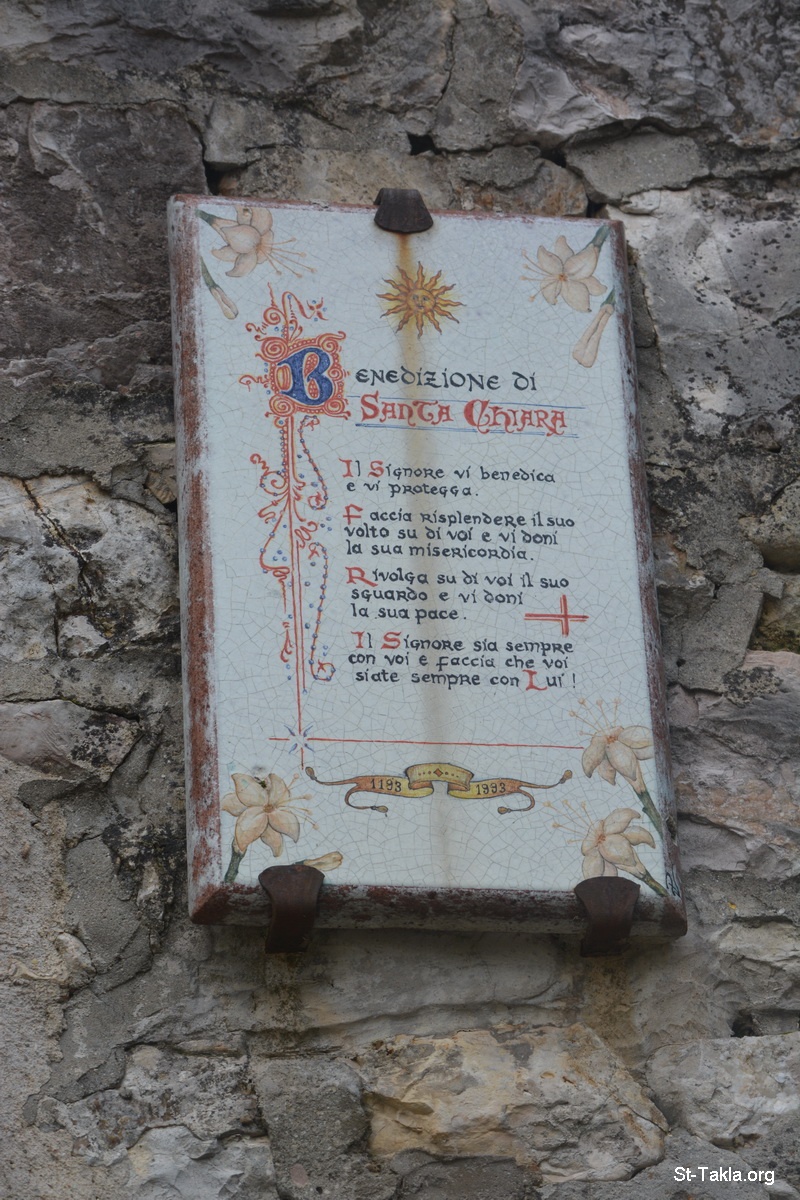 Benedizione di
Santa Chiara
Il Signore vi benedica
e vi protegga.
Faccia risplendere il suo
volto su di voi e vi doni
la sua misericordia.
Rivolga su di voi il suo
sguardo e vi doni
la sua pace.
Il Signore sia sempre
con voi e faccia che voi
siate sempre con Lui!
1193 1993
St-Takla.org